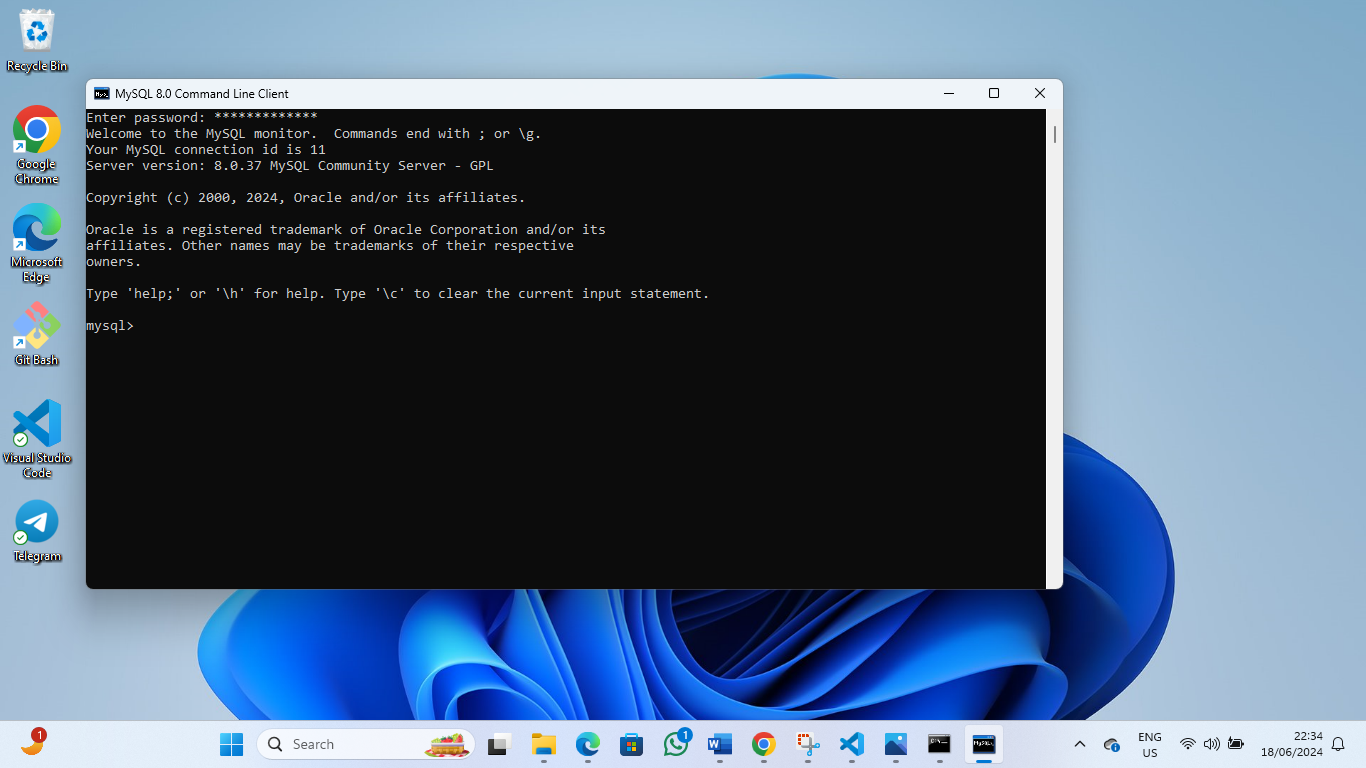 Recycle Bin
Google
Chrome
Microsoft
Edge
Git Bash
Visual Studio
Code
Telegram
MySQL 8.0 Command Line Client
Enter password: *************
Welcome to the MySQL monitor.  Commands end with ; or \g.
Your MySQL connection id is 11
Server version: 8.0.37 MySQL Community Server - GPL
Copyright (c) 2000, 2024, Oracle and/or its affiliates.
Oracle is a registered trademark of Oracle Corporation and/or its
affiliates. Other names may be trademarks of their respective
owners.
Type 'help;' or '\h' for help. Type '\c' to clear the current input statement.
mysql>
1
Search
1
ENG
US
22:34
18/06/2024